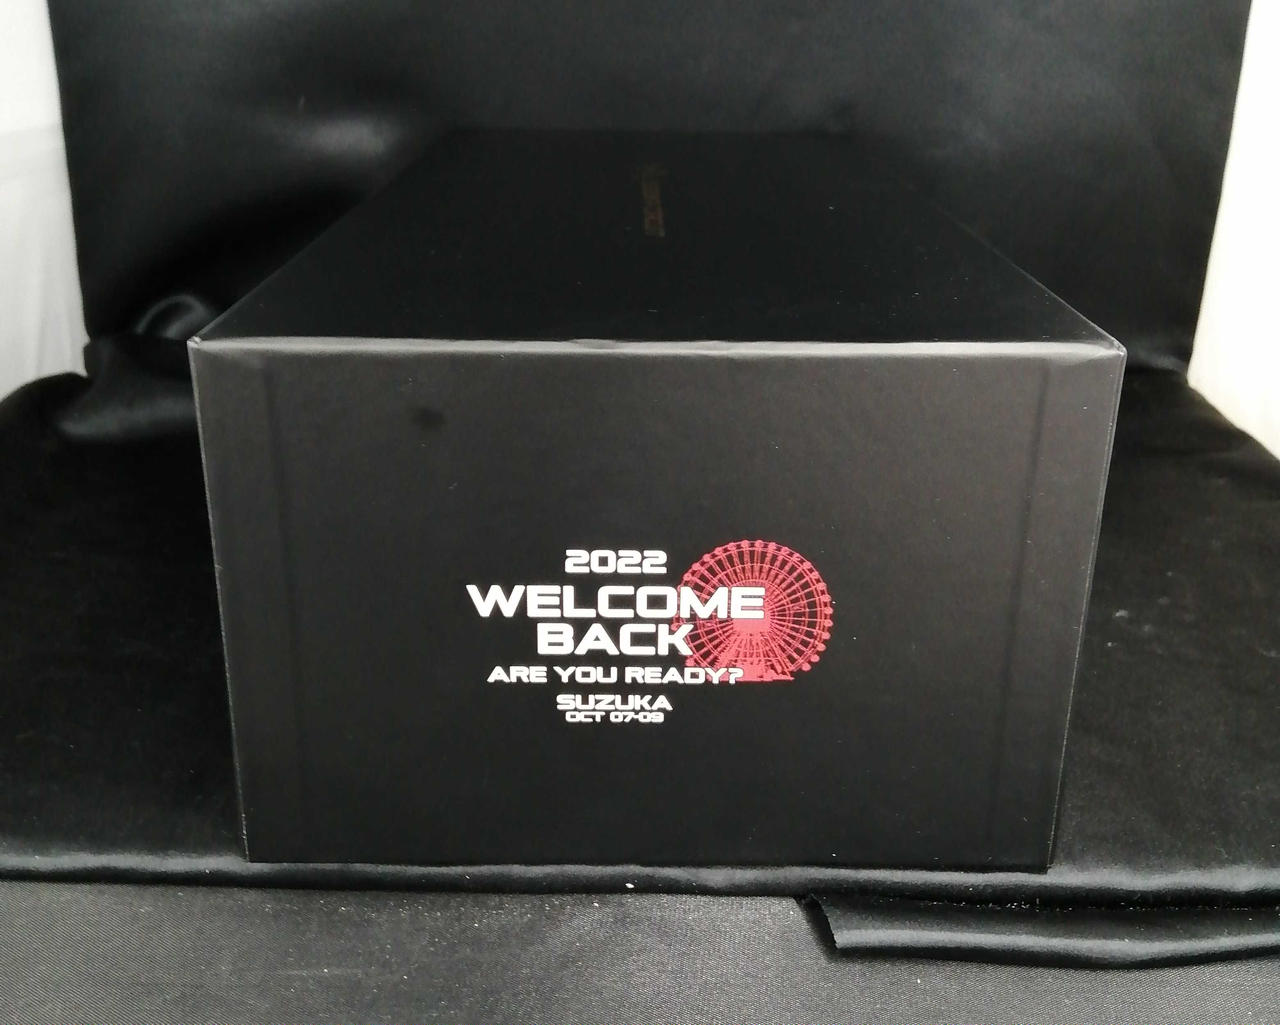 2022
WELCOME
BACK
ARE YOU READY?
SUZUKA
OCT 07-09